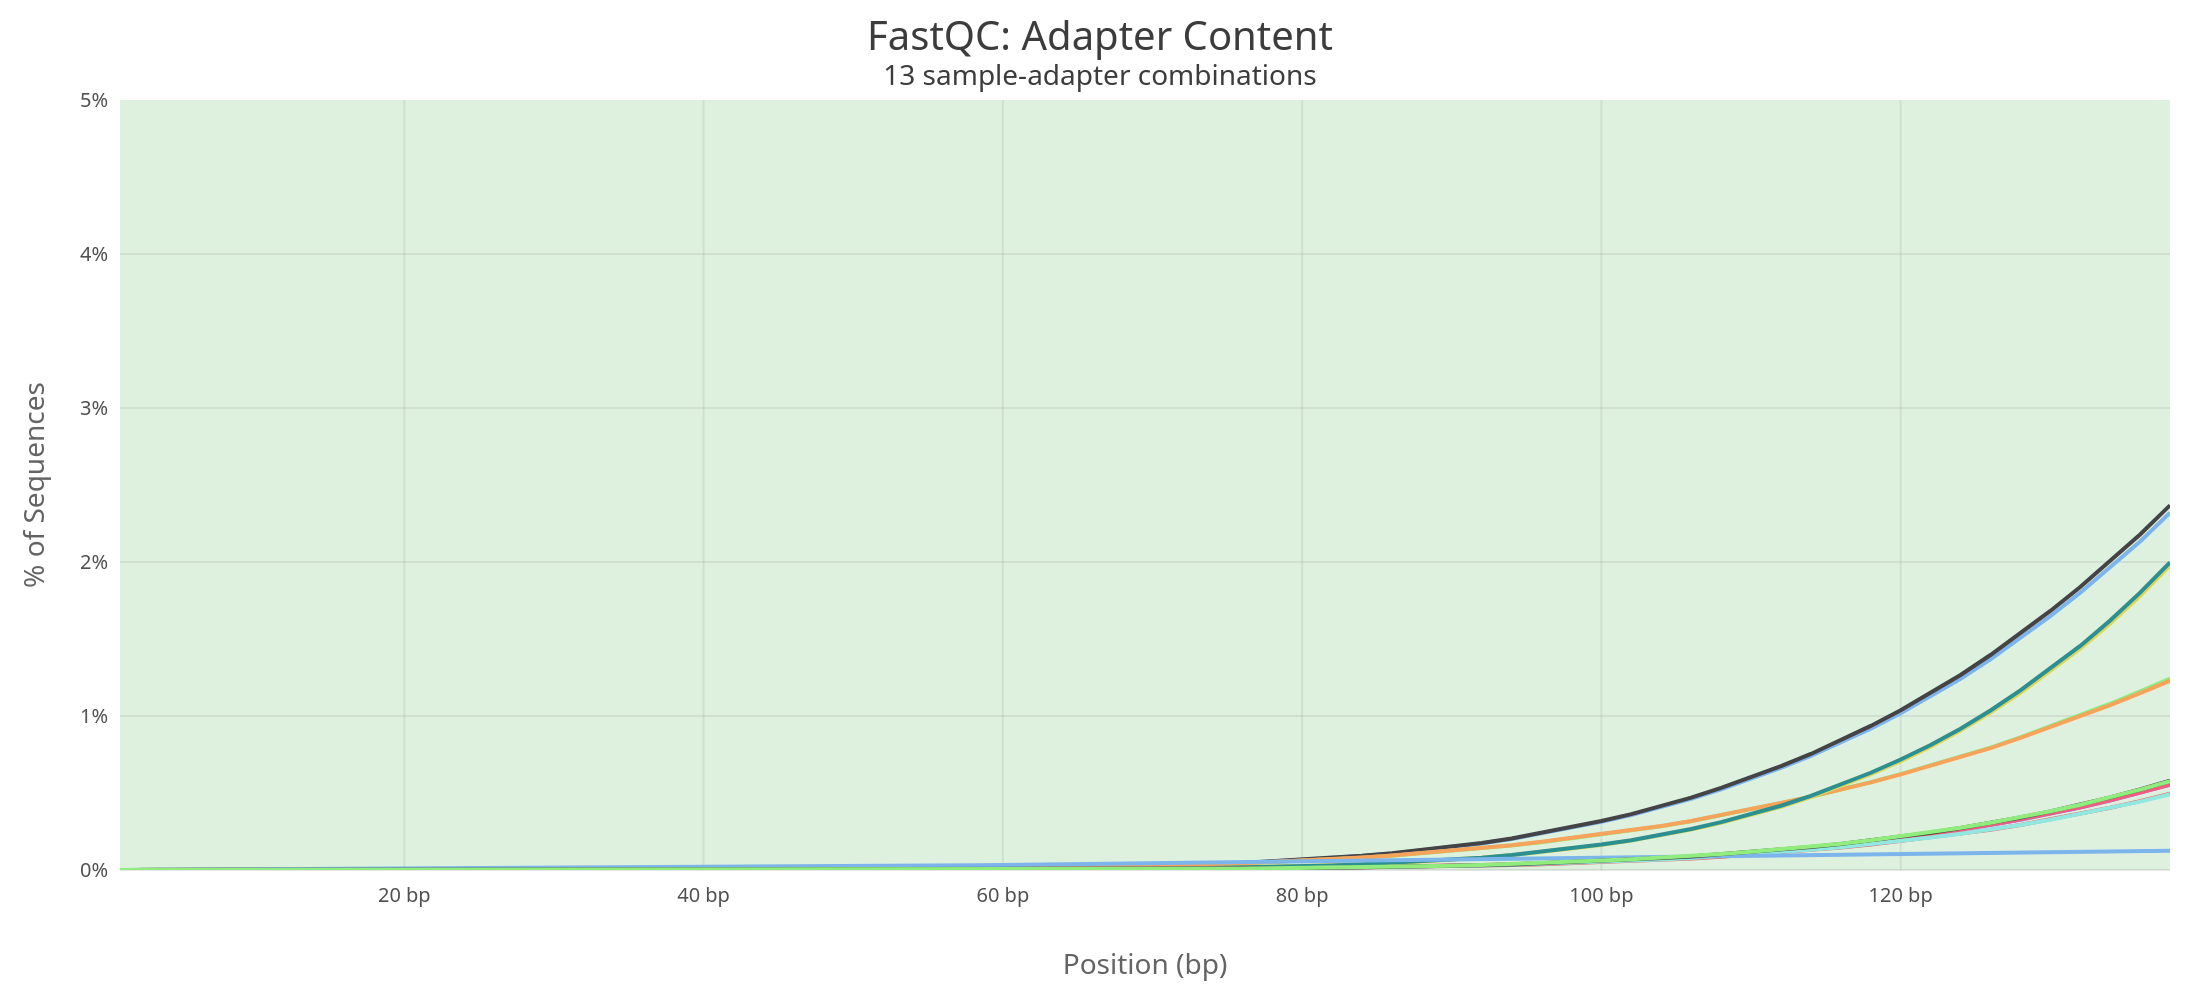 FastQC: Adapter Content
13 sample-adapter combinations
5%
4%
3%
2%
1%
0%
% of Sequences
20 bp
40 bp
60 bp
80 bp
100 bp
120 bp
Position (bp)